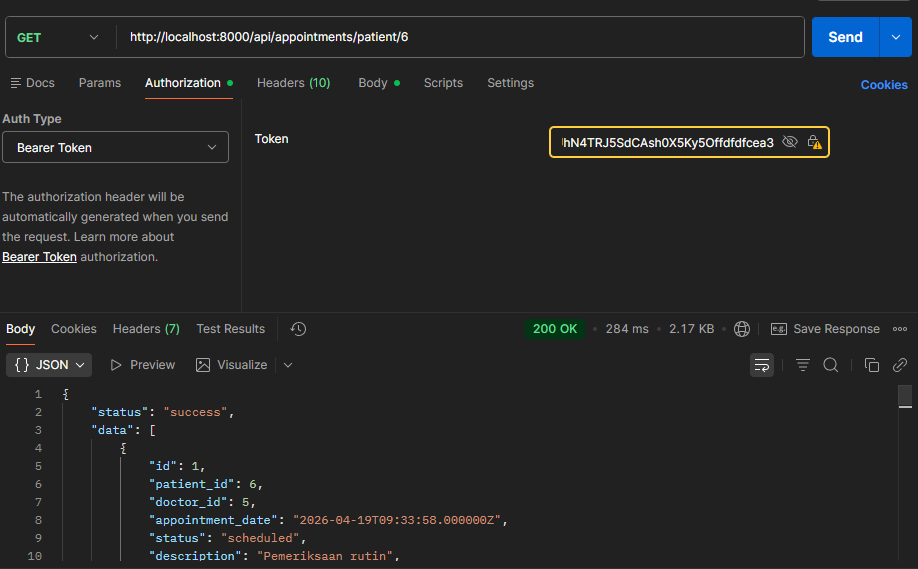 GET http://localhost:8000/api/appointments/patient/6 Send
Docs Params Authorization Headers (10) Body Scripts Settings Cookies
Auth Type
Bearer Token
The authorization header will be
automatically generated when you send
the request. Learn more about
Bearer Token authorization.
Token hN4TRJ5SdCAsh0X5Ky5Offdfdfcea3
Body Cookies Headers (7) Test Results 200 OK • 284 ms • 2.17 KB • e.g. Save Response
{} JSON Preview Visualize
1 {
2 "status": "success",
3 "data": [
4 {
5 "id": 1,
6 "patient_id": 6,
7 "doctor_id": 5,
8 "appointment_date": "2026-04-19T09:33:58.000000Z",
9 "status": "scheduled",
10 "description": "Pemeriksaan rutin",